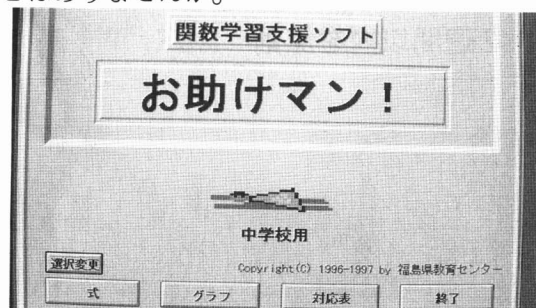 関数学習支援ソフト
お助けマン！
中学校用
選択変更
Copyright(C) 1996-1997 by 福島県教育センター
式 グラフ 対応表 終了